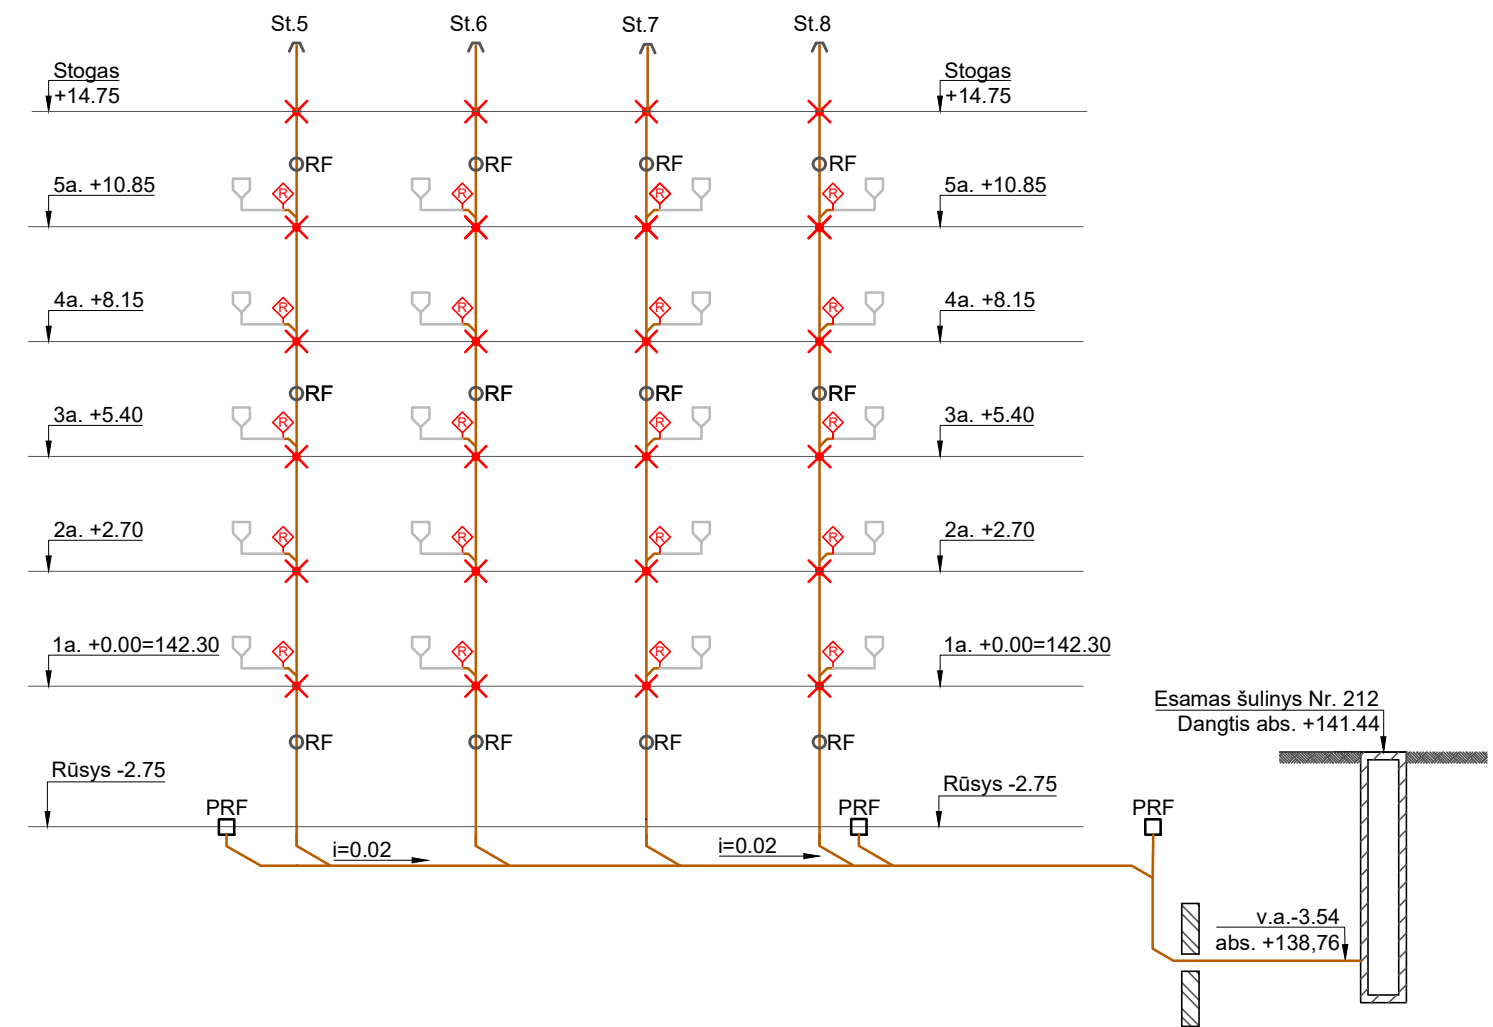 St.5 St.6 St.7 St.8
Stogas Stogas
+14.75 +14.75
RF RF RF RF
5a. +10.85 R R R R 5a. +10.85
4a. +8.15 R R R R 4a. +8.15
RF RF RF RF
3a. +5.40 R R R R 3a. +5.40
2a. +2.70 R R R R 2a. +2.70
1a. +0.00=142.30 R R R R 1a. +0.00=142.30
Esamas šulinys Nr. 212
Dangtis abs. +141.44
RF RF RF RF
Rūsys -2.75 Rūsys -2.75
PRF PRF PRF
i=0.02 i=0.02
v.a.-3.54
abs. +138,76